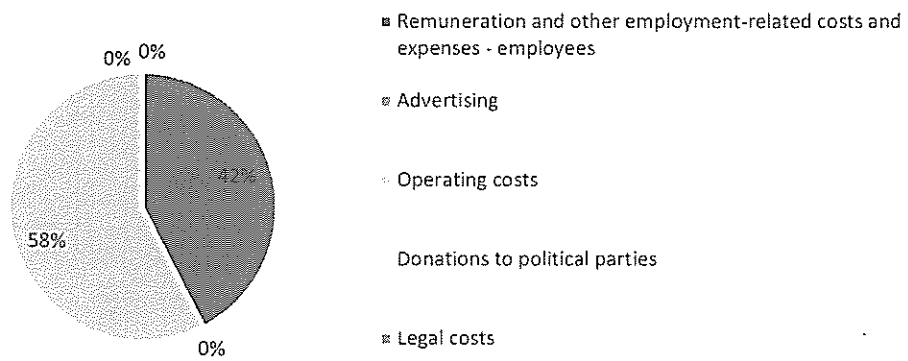 0% 0%
42%
58%
0%
Remuneration and other employment-related costs and
expenses - employees
Advertising
Operating costs
Donations to political parties
Legal costs